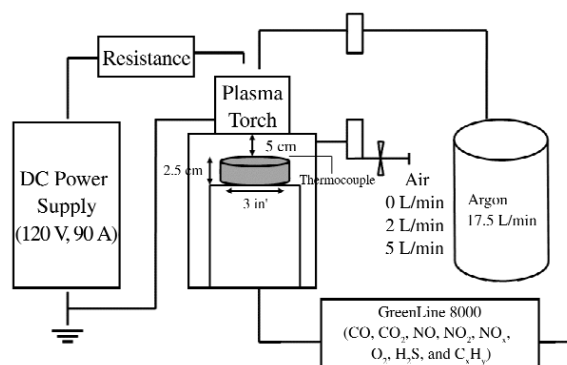 Resistance
Plasma
Torch
5 cm
2.5 cm
Thermocouple
3 in'
DC Power
Supply
(120 V, 90 A)
Air
0 L/min
2 L/min
5 L/min
Argon
17.5 L/min
GreenLine 8000
(CO, CO₂, NO, NO₂, NOₓ,
O₂, H₂S, and CₓHᵧ)